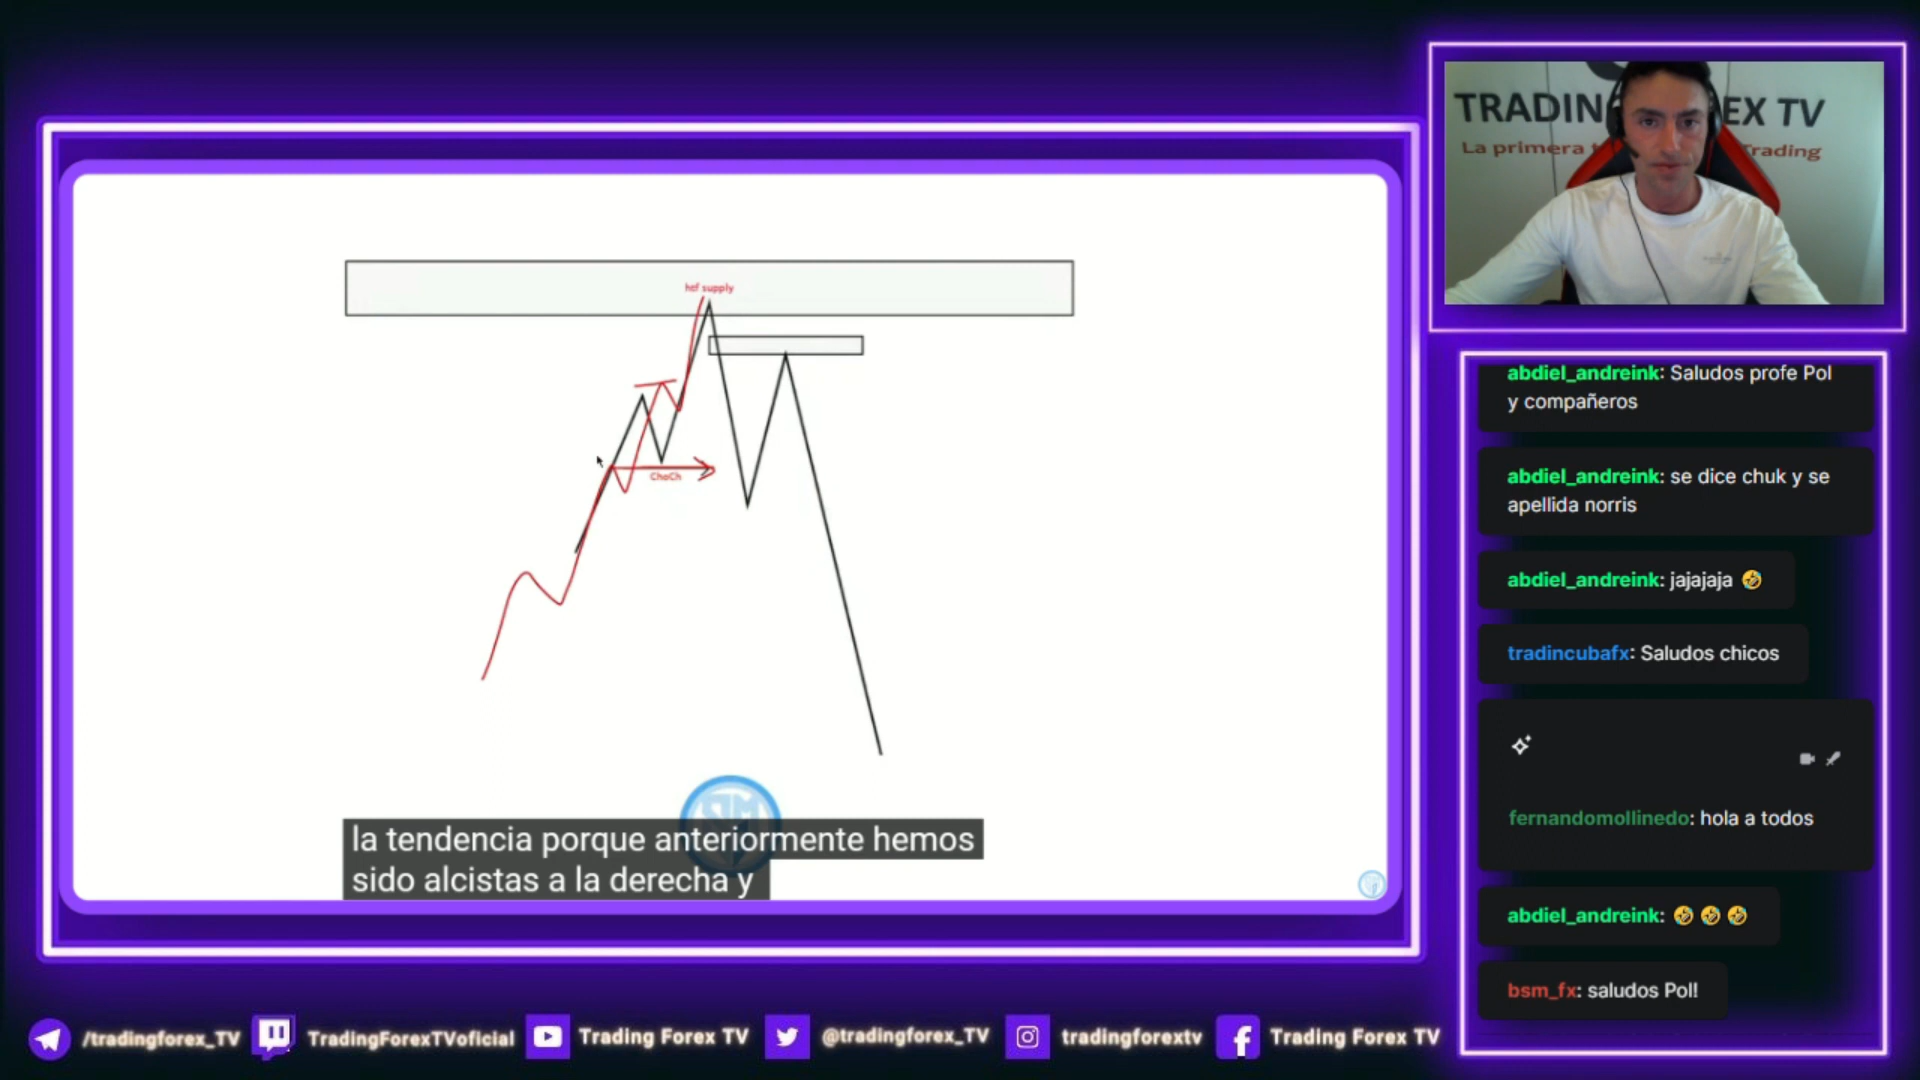 htf supply
ChoCh
la tendencia porque anteriormente hemos
sido alcistas a la derecha y
TRADING
EX TV
La primera
Trading
abdiel_andreink: Saludos profe Pol
y compañeros
abdiel_andreink: se dice chuk y se
apellida norris
abdiel_andreink: jajajaja 🤣
tradincubafx: Saludos chicos
fernandomollinedo: hola a todos
abdiel_andreink: 🤣 🤣 🤣
bsm_fx: saludos Pol!
/tradingforex_TV
TradingForexTVoficial
Trading Forex TV
@tradingforex_TV
tradingforextv
Trading Forex TV